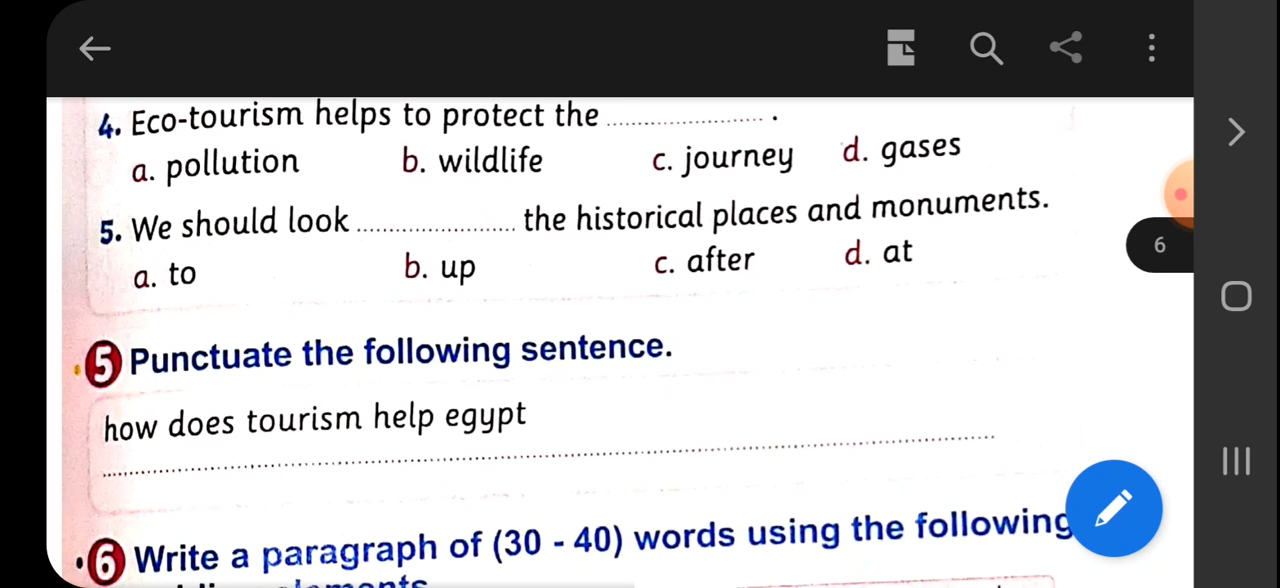 4. Eco-tourism helps to protect the .................... .
a. pollution b. wildlife c. journey d. gases
5. We should look .................... the historical places and monuments.
a. to b. up c. after d. at
6
5 Punctuate the following sentence.
how does tourism help egypt
6 Write a paragraph of (30 - 40) words using the following